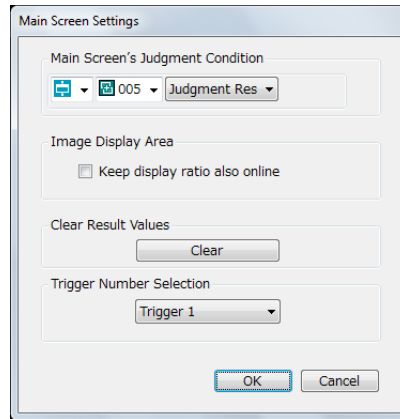 Main Screen Settings
Main Screen's Judgment Condition
005 Judgment Res
Image Display Area
Keep display ratio also online
Clear Result Values
Clear
Trigger Number Selection
Trigger 1
OK Cancel